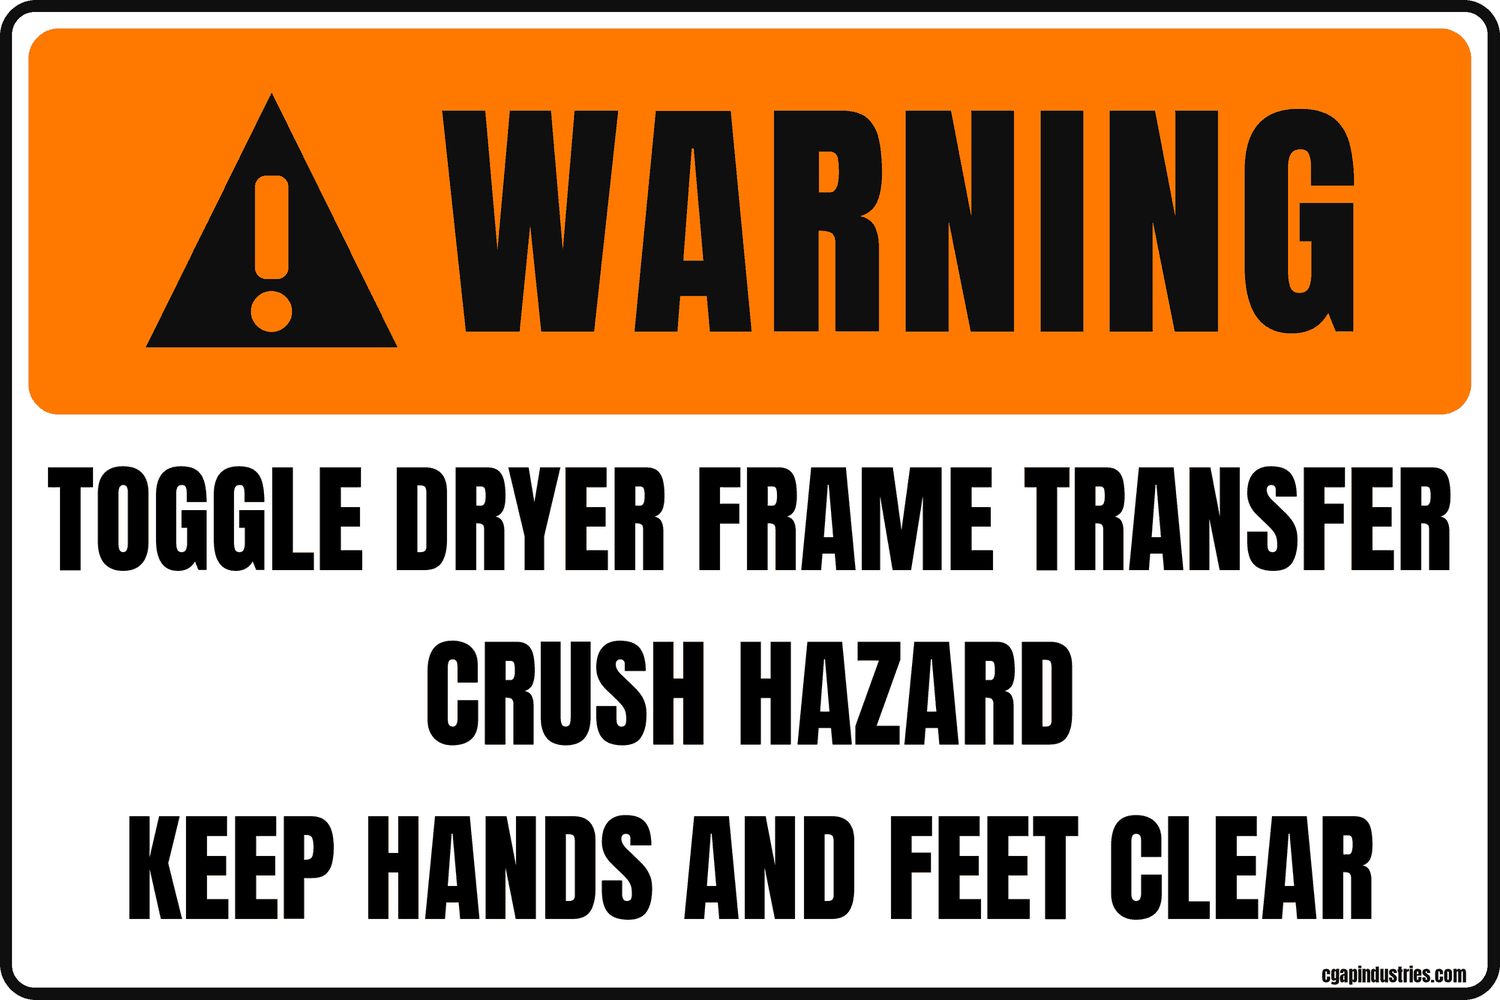 WARNING
TOGGLE DRYER FRAME TRANSFER
CRUSH HAZARD
KEEP HANDS AND FEET CLEAR
cgapindustries.com